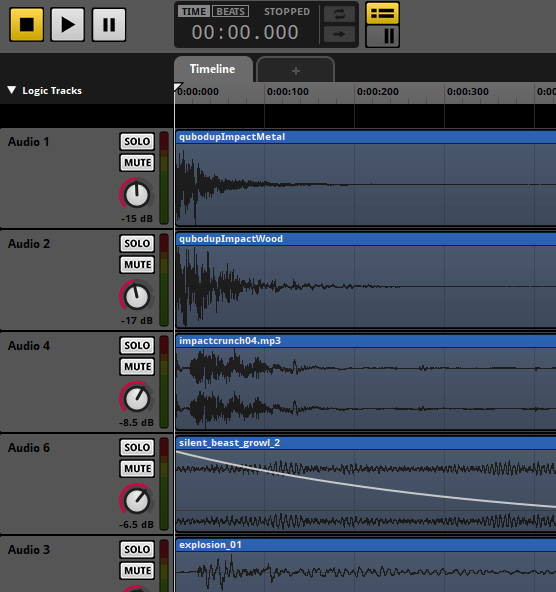 TIME BEATS STOPPED
00:00.000
Timeline +
Logic Tracks
0:00:000 0:00:100 0:00:200 0:00:300 0:00
Audio 1 SOLO qubodupImpactMetal
MUTE
-15 dB
Audio 2 SOLO qubodupImpactWood
MUTE
-17 dB
Audio 4 SOLO impactcrunch04.mp3
MUTE
-8.5 dB
Audio 6 SOLO silent_beast_growl_2
MUTE
-6.5 dB
Audio 3 SOLO explosion_01
MUTE